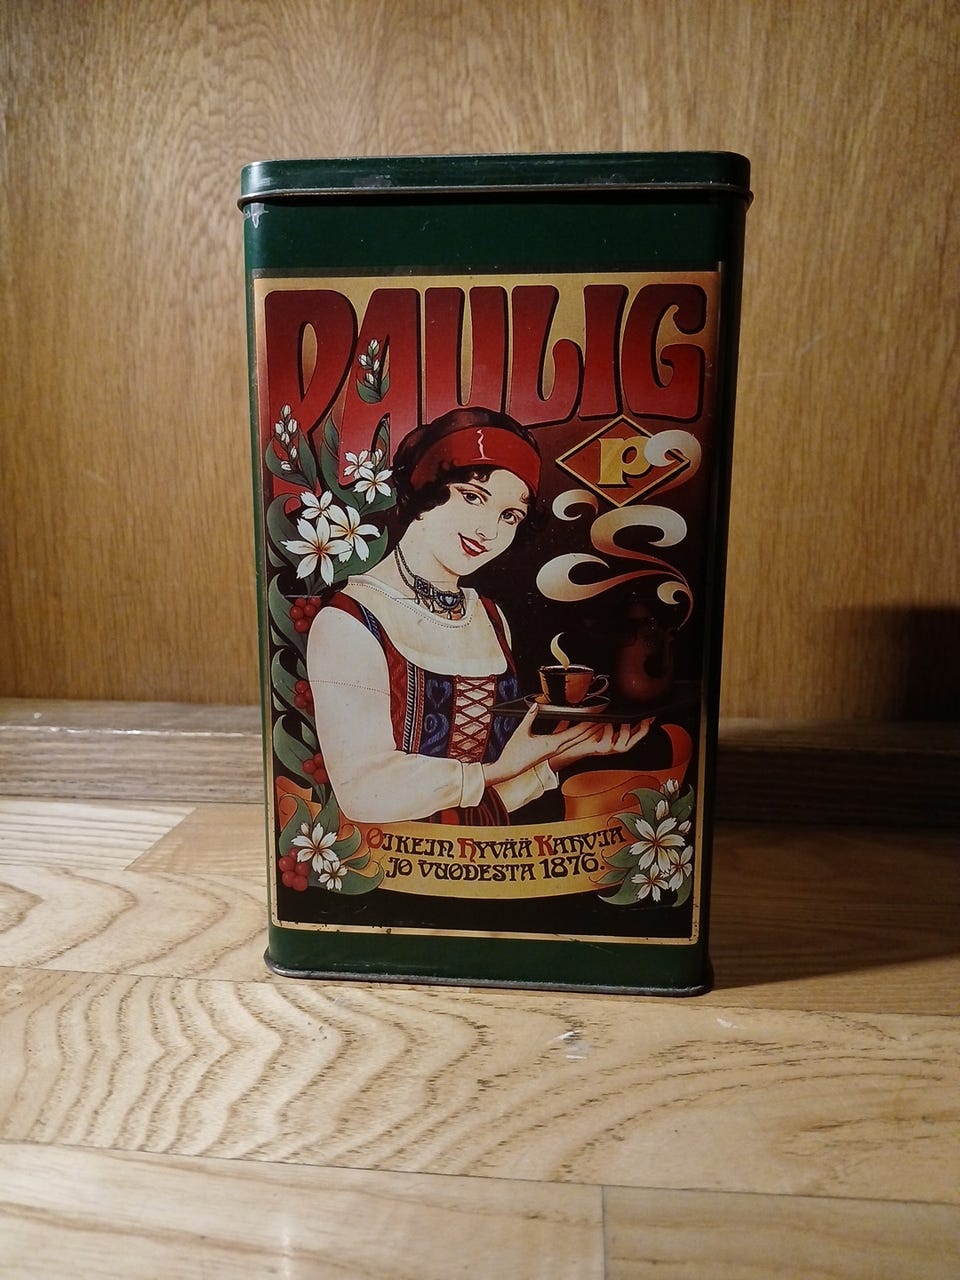 PAULIG
P
OIKEIN HYVÄÄ KAHVIA
JO VUODESTA 1876.